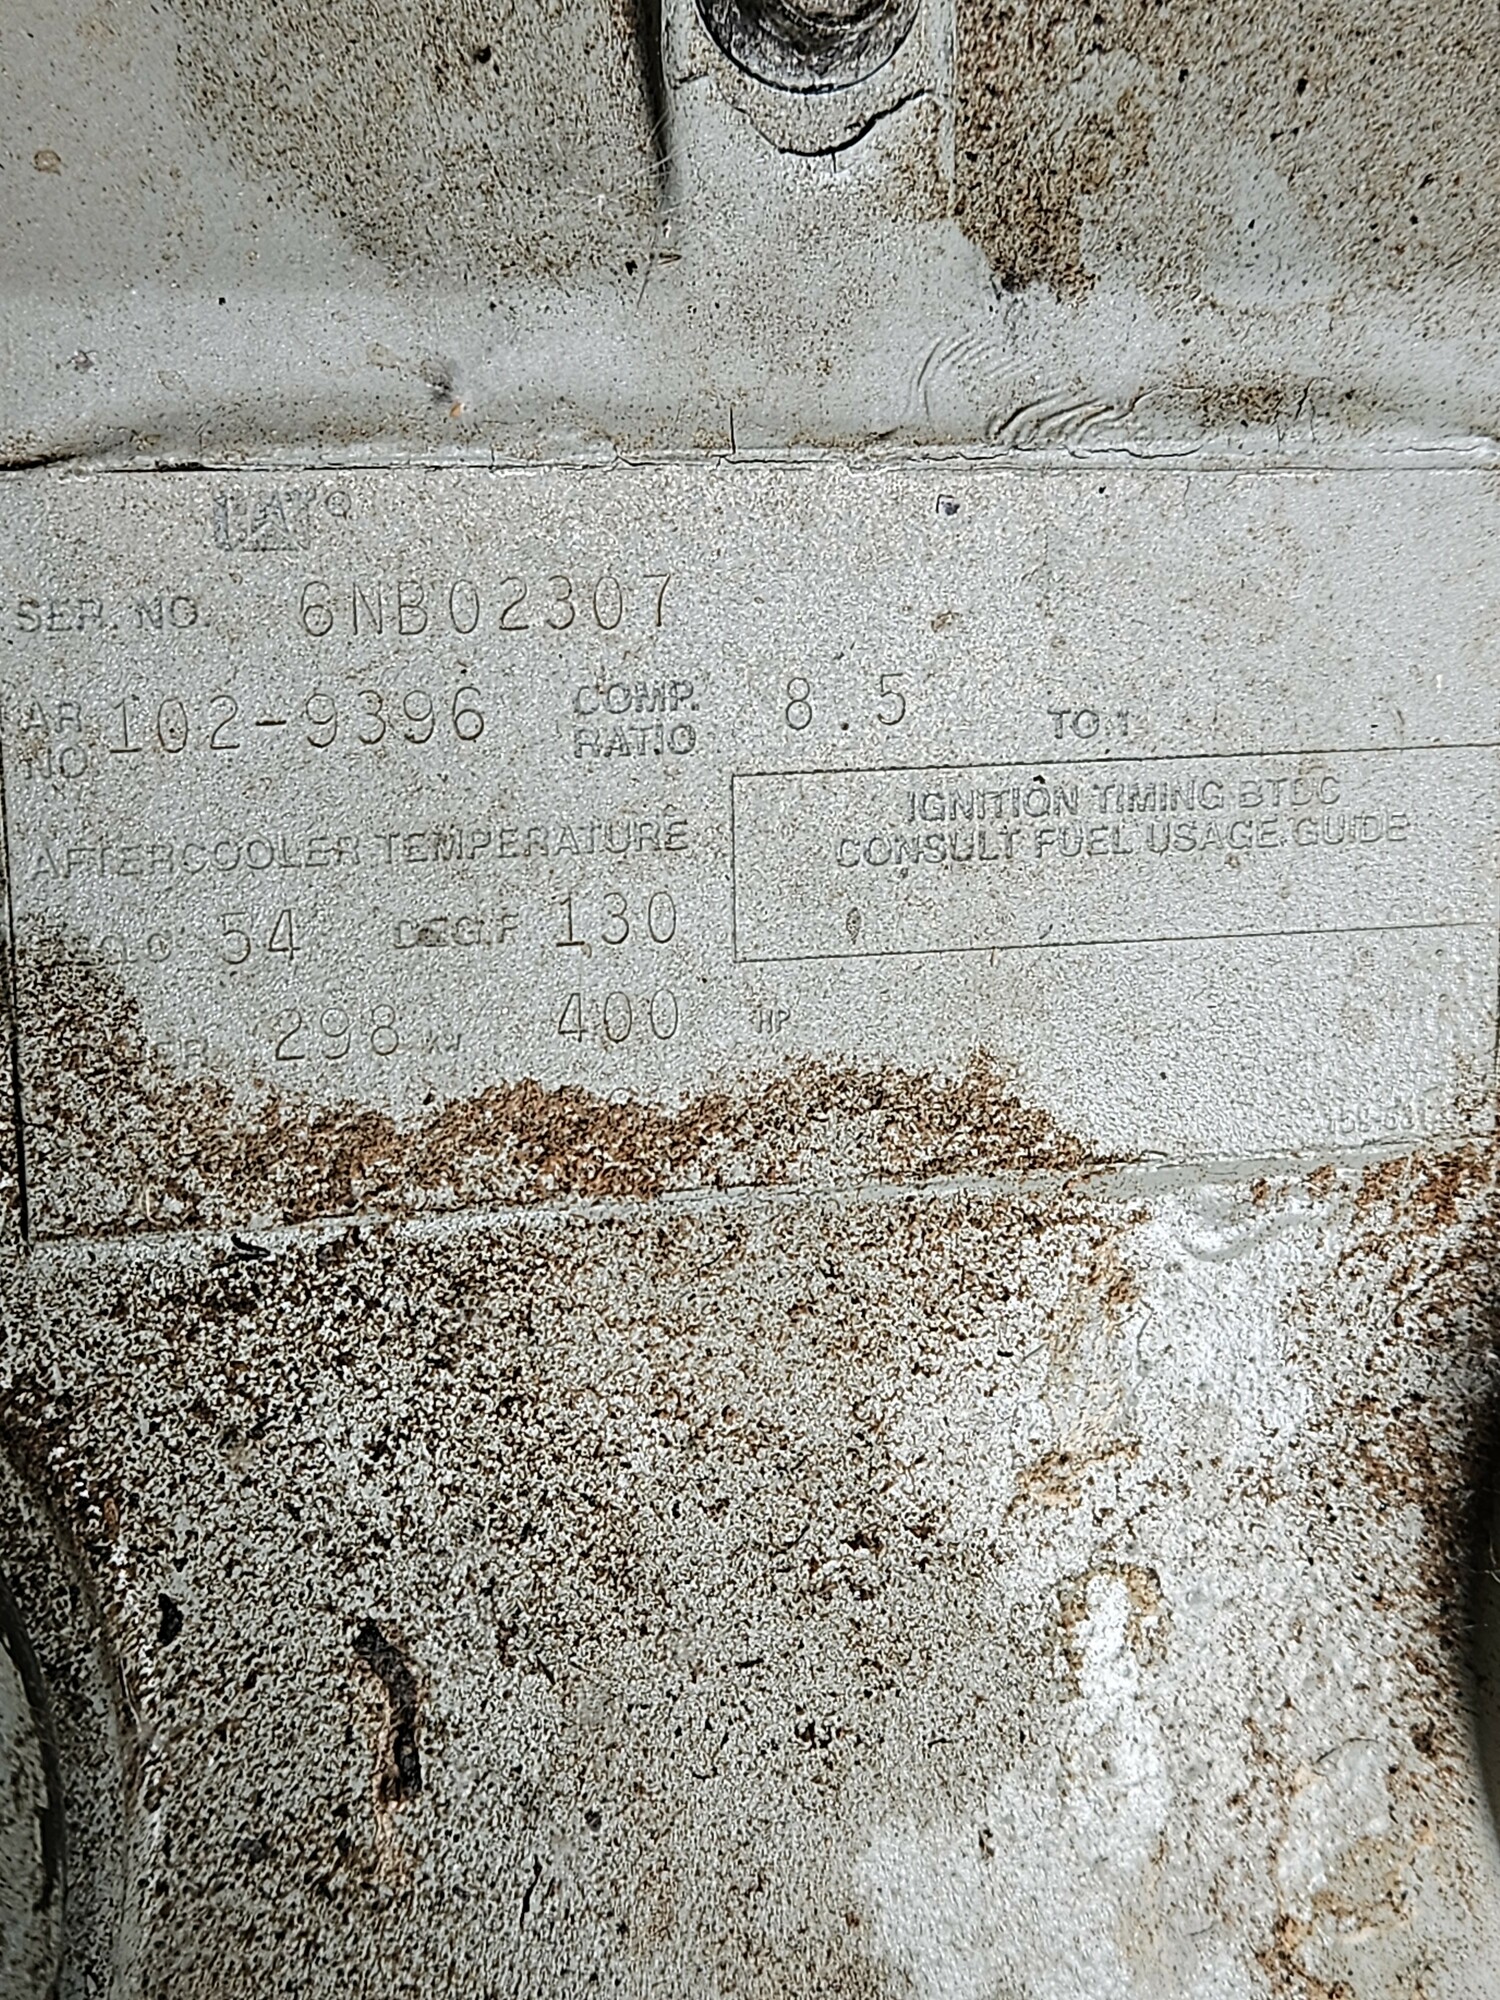 CAT®
SER. NO. 6NB02307
AR NO 102-9396 COMP. RATIO 8.5 TO 1
IGNITION TIMING BTDC
CONSULT FUEL USAGE GUIDE
AFTERCOOLER TEMPERATURE
54 DEG F 130
298 KW 400 HP